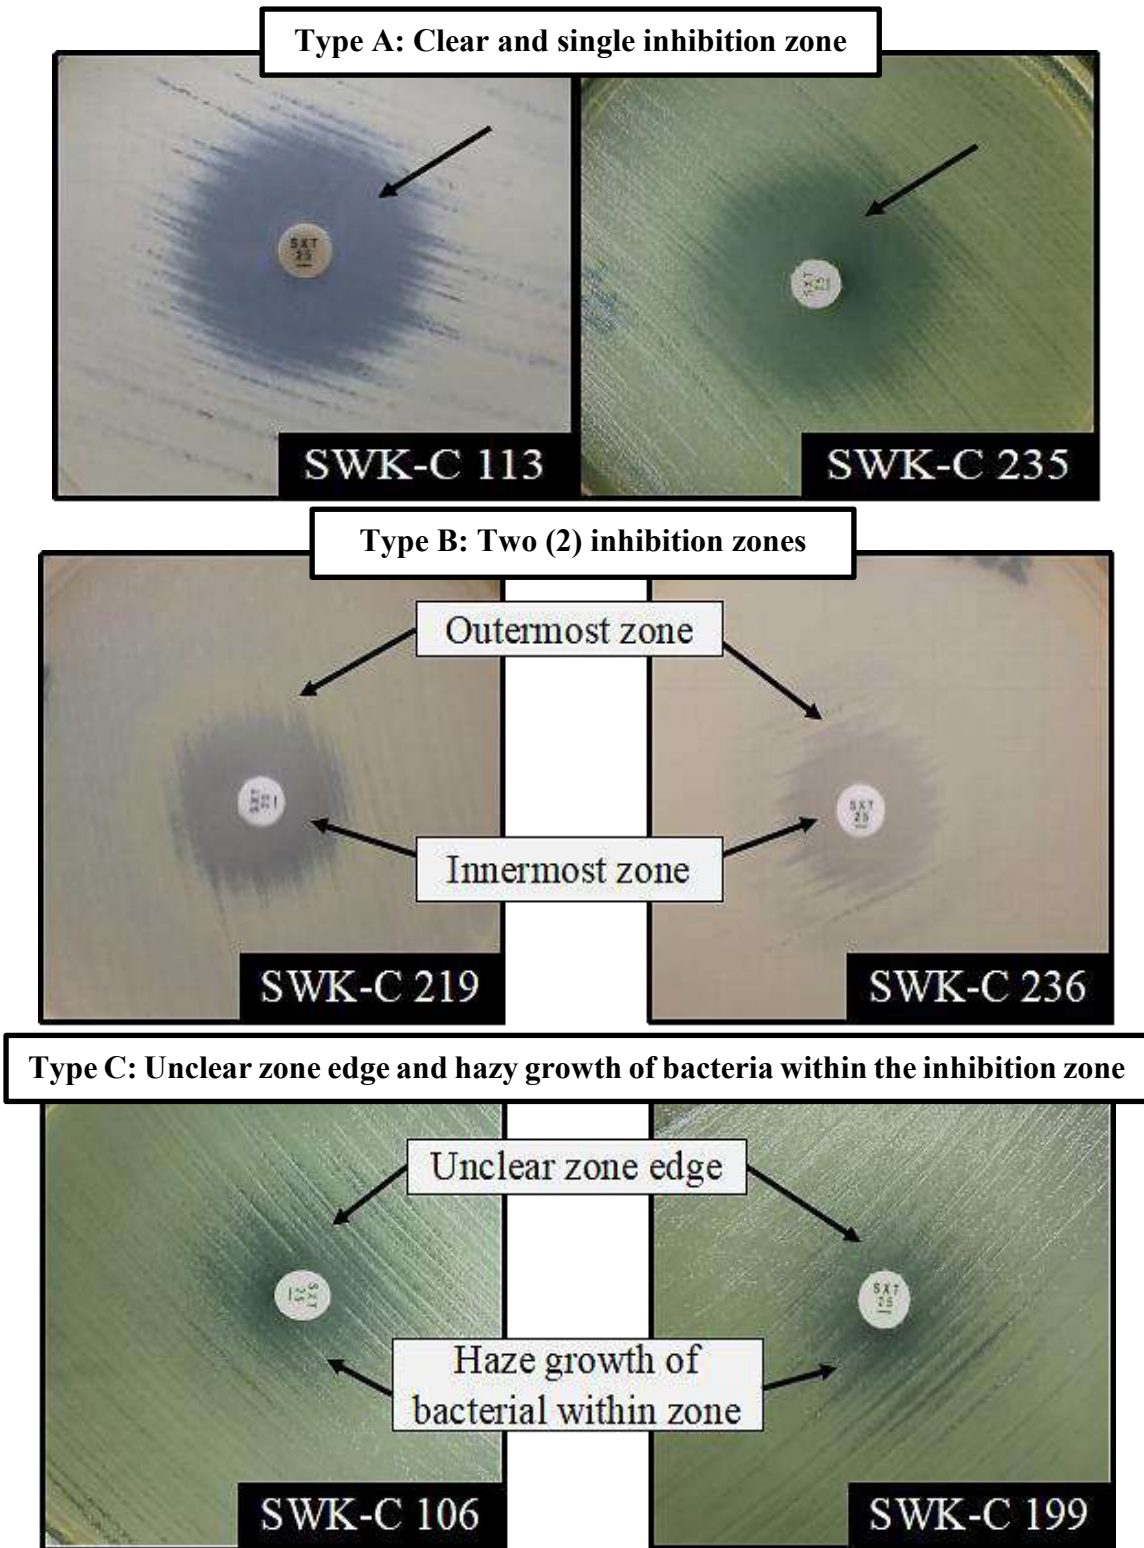 Type A: Clear and single inhibition zone
SXT
25
SXT
25
SWK-C 113
SWK-C 235
Type B: Two (2) inhibition zones
Outermost zone
SXT
25
SXT
25
Innermost zone
SWK-C 219
SWK-C 236
Type C: Unclear zone edge and hazy growth of bacteria within the inhibition zone
Unclear zone edge
SXT
25
SXT
25
Haze growth of
bacterial within zone
SWK-C 106
SWK-C 199